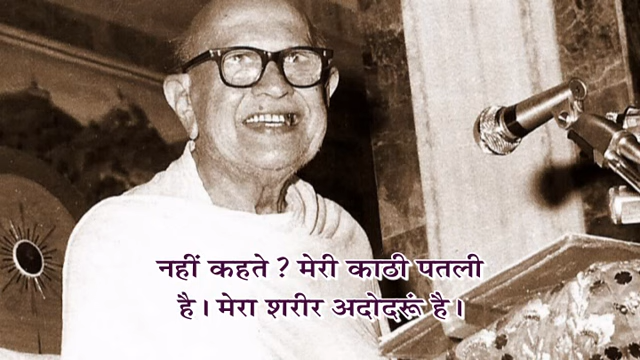 नहीं कहते ? मेरी काठी पतली
है। मेरा शरीर अदोदरूं है।